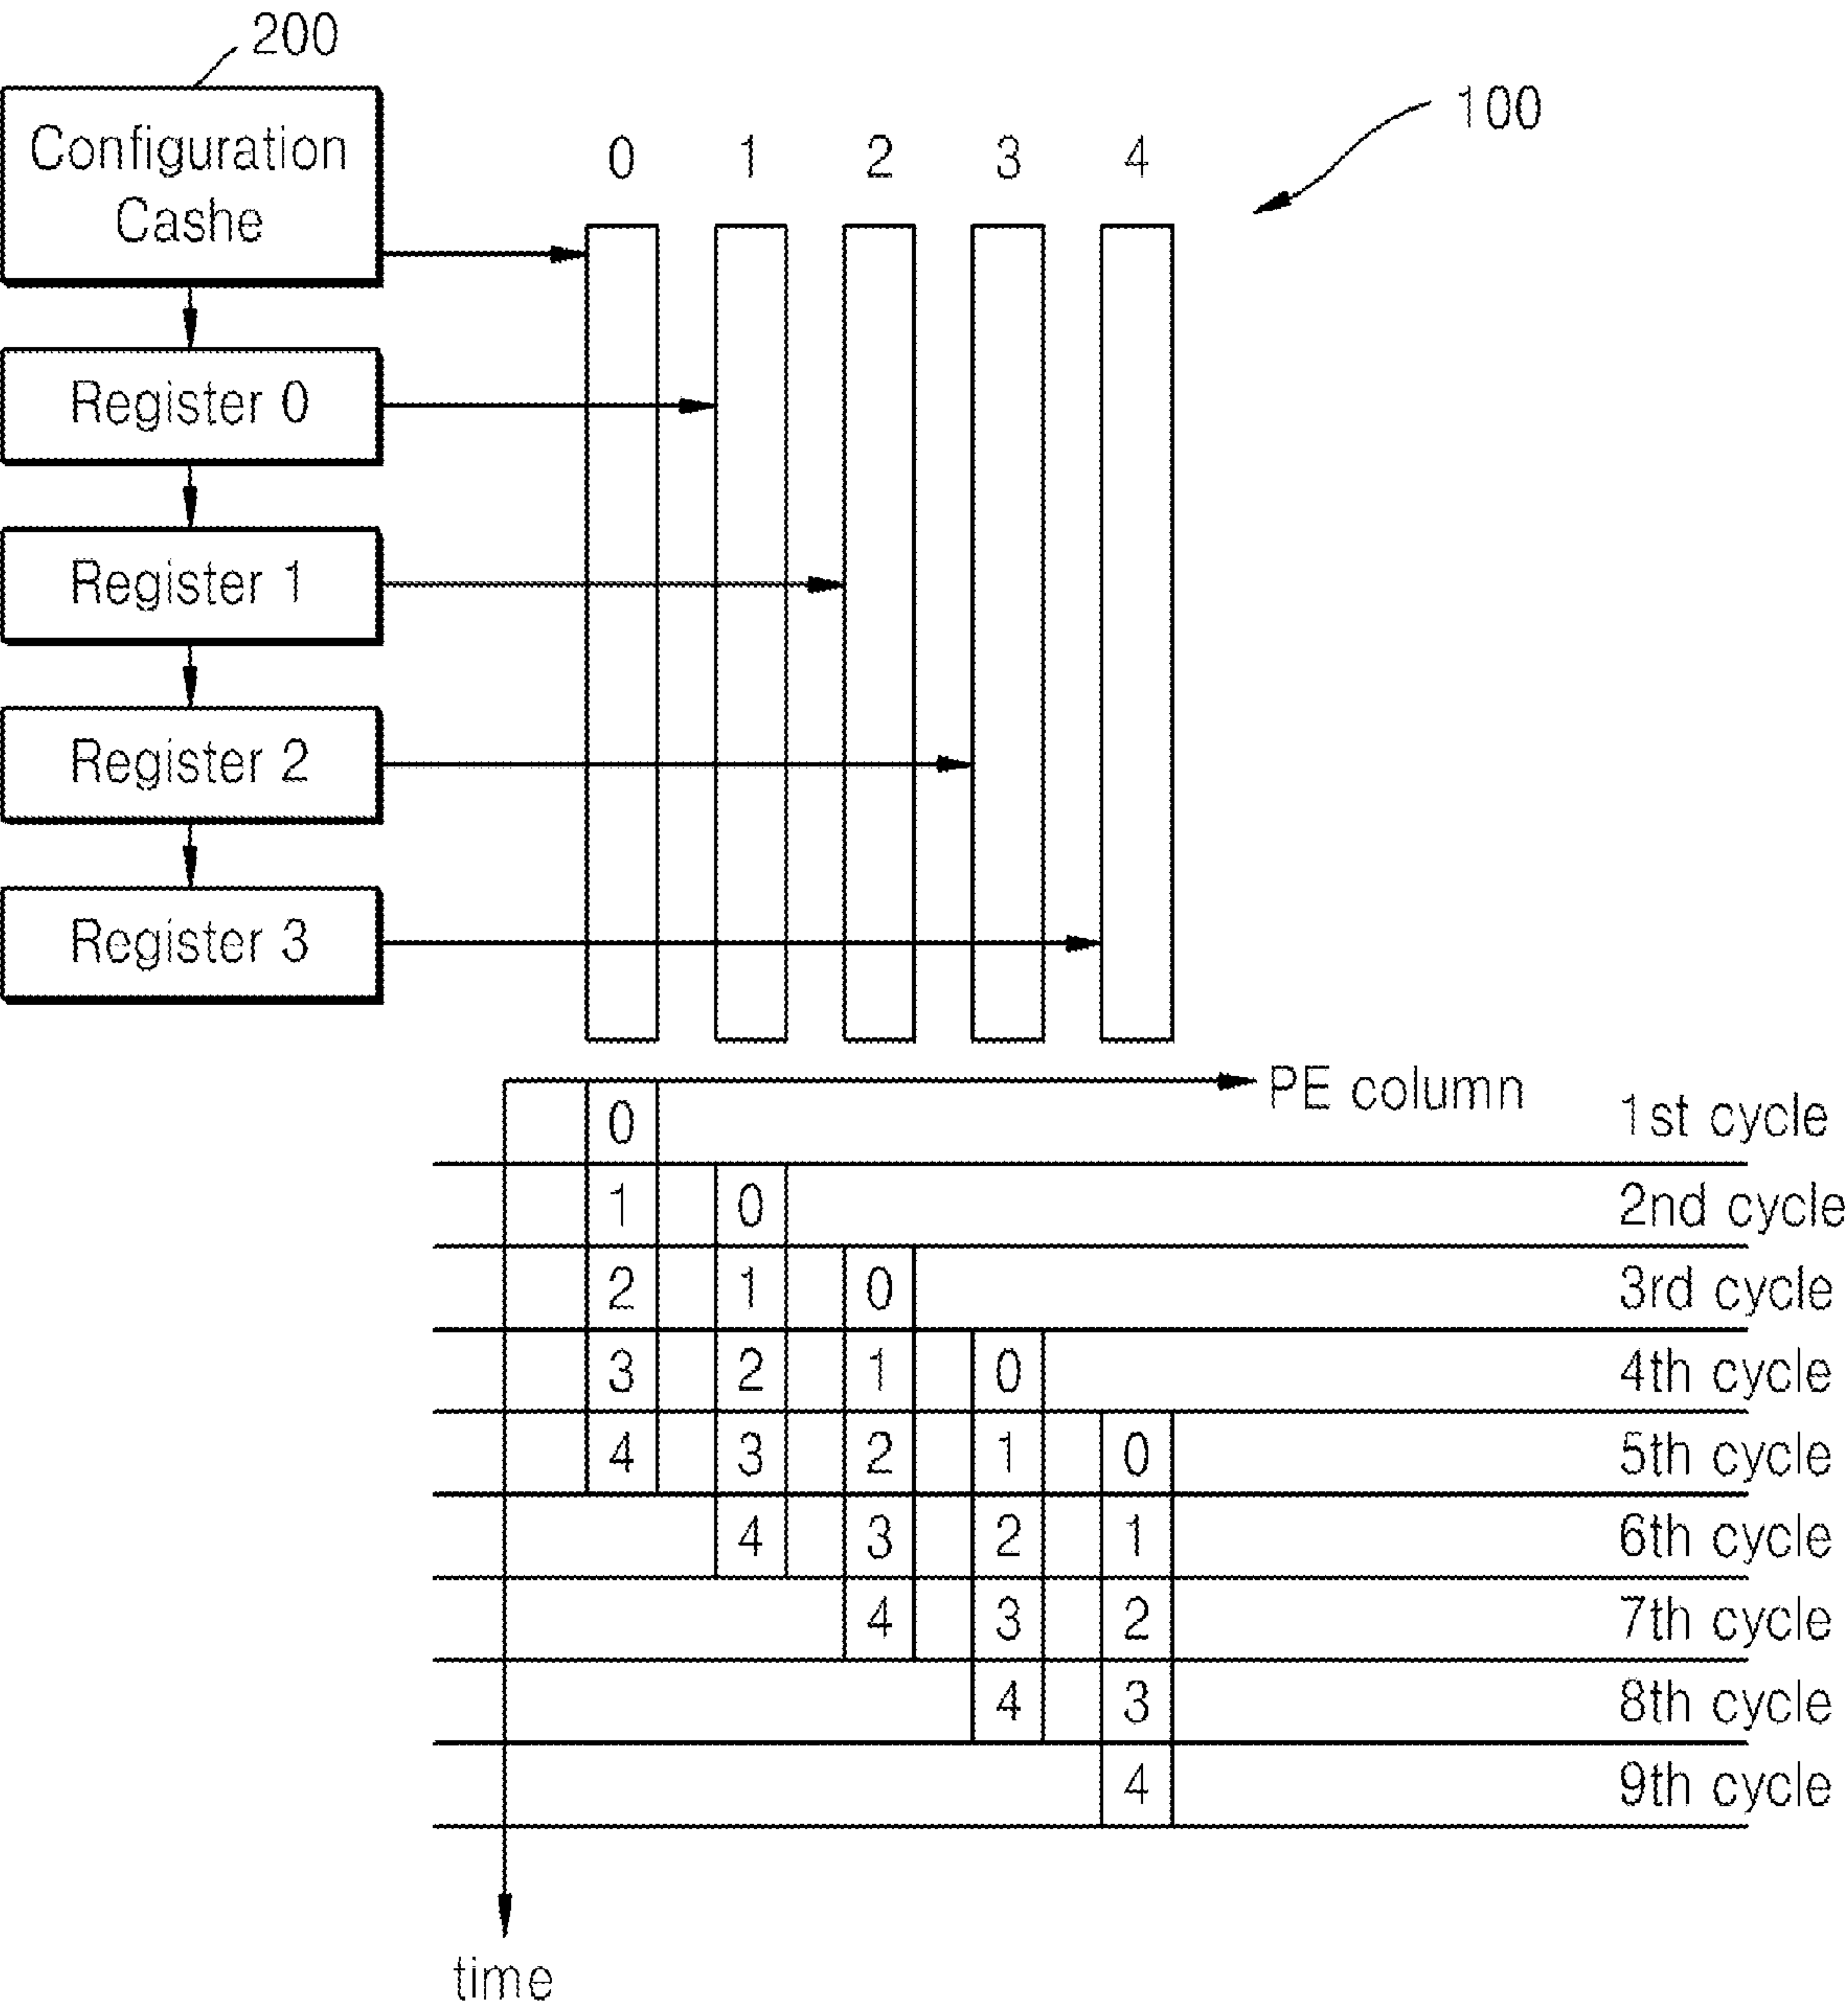 200
Configuration
Cashe
100
0 1 2 3 4
Register 0
Register 1
Register 2
Register 3
PE column
0 1st cycle
1 0 2nd cycle
2 1 0 3rd cycle
3 2 1 0 4th cycle
4 3 2 1 0 5th cycle
4 3 2 1 6th cycle
4 3 2 7th cycle
4 3 8th cycle
4 9th cycle
time